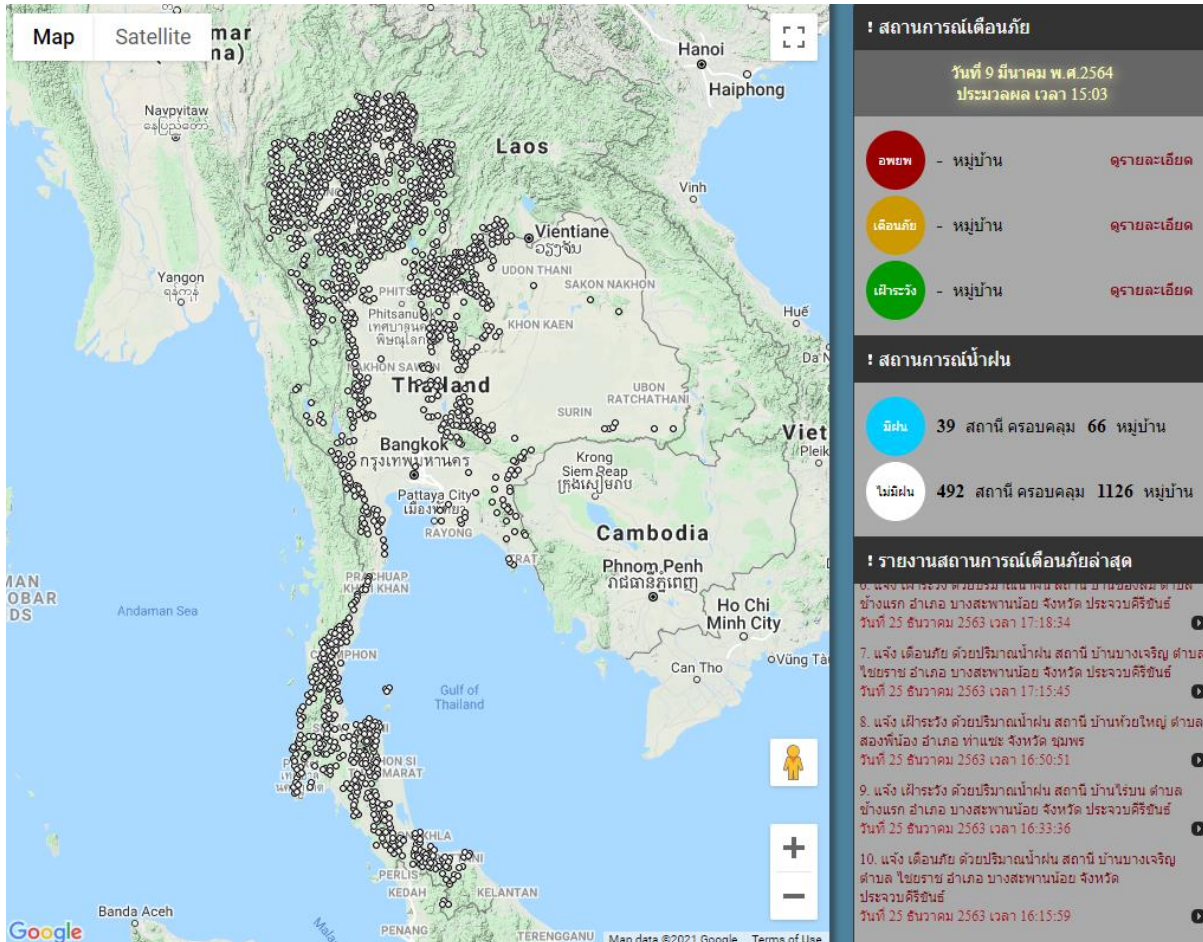 Map
Satellite
mar
ma)
Hanoi
Haiphong
Navpyitaw
Laos
Vinh
Vientiane
ວຽງຈັນ
UDON THANI
SAKON NAKHON
Yangon
ရန်ကုန်
Huế
PHITS
Phitsanulok
KHON KAEN
Da N
Thailand
UBON
RATCHATHANI
SURIN
Viet
Pleik
Bangkok
กรุงเทพมหานคร
Krong
Siem Reap
ក្រុងសៀមរាប
Pattaya City
RAYONG
TRAT
Cambodia
Phnom Penh
រាជធានីភ្នំពេញ
PRACHUAP
KHIRI KHAN
MAN
OBAR
DS
Andaman Sea
Ho Chi
Minh City
Can Tho
Vũng Tàu
Gulf of
Thailand
PERLIS
KEDAH
KELANTAN
Banda Aceh
PENANG
TERENGGANU
Google
Map data ©2021 Google
Terms of Use
! สถานการณ์เตือนภัย
วันที่ 9 มีนาคม พ.ศ.2564
ประมวลผล เวลา 15:03
อพยพ - หมู่บ้าน ดูรายละเอียด
เตือนภัย - หมู่บ้าน ดูรายละเอียด
เฝ้าระวัง - หมู่บ้าน ดูรายละเอียด
! สถานการณ์น้ำฝน
มีฝน 39 สถานี ครอบคลุม 66 หมู่บ้าน
ไม่มีฝน 492 สถานี ครอบคลุม 1126 หมู่บ้าน
! รายงานสถานการณ์เตือนภัยล่าสุด
ช้างแรก อำเภอ บางสะพานน้อย จังหวัด ประจวบคีรีขันธ์
วันที่ 25 ธันวาคม 2563 เวลา 17:18:34
7. แจ้ง เตือนภัย ด้วยปริมาณน้ำฝน สถานี บ้านบางเจริญ ตำบล
ไชยราช อำเภอ บางสะพานน้อย จังหวัด ประจวบคีรีขันธ์
วันที่ 25 ธันวาคม 2563 เวลา 17:15:45
8. แจ้ง เฝ้าระวัง ด้วยปริมาณน้ำฝน สถานี บ้านห้วยใหญ่ ตำบล
สองพี่น้อง อำเภอ ท่าแซะ จังหวัด ชุมพร
วันที่ 25 ธันวาคม 2563 เวลา 16:50:51
9. แจ้ง เฝ้าระวัง ด้วยปริมาณน้ำฝน สถานี บ้านไร่บน ตำบล
ช้างแรก อำเภอ บางสะพานน้อย จังหวัด ประจวบคีรีขันธ์
วันที่ 25 ธันวาคม 2563 เวลา 16:33:36
10. แจ้ง เตือนภัย ด้วยปริมาณน้ำฝน สถานี บ้านบางเจริญ
ตำบล ไชยราช อำเภอ บางสะพานน้อย จังหวัด
ประจวบคีรีขันธ์
วันที่ 25 ธันวาคม 2563 เวลา 16:15:59